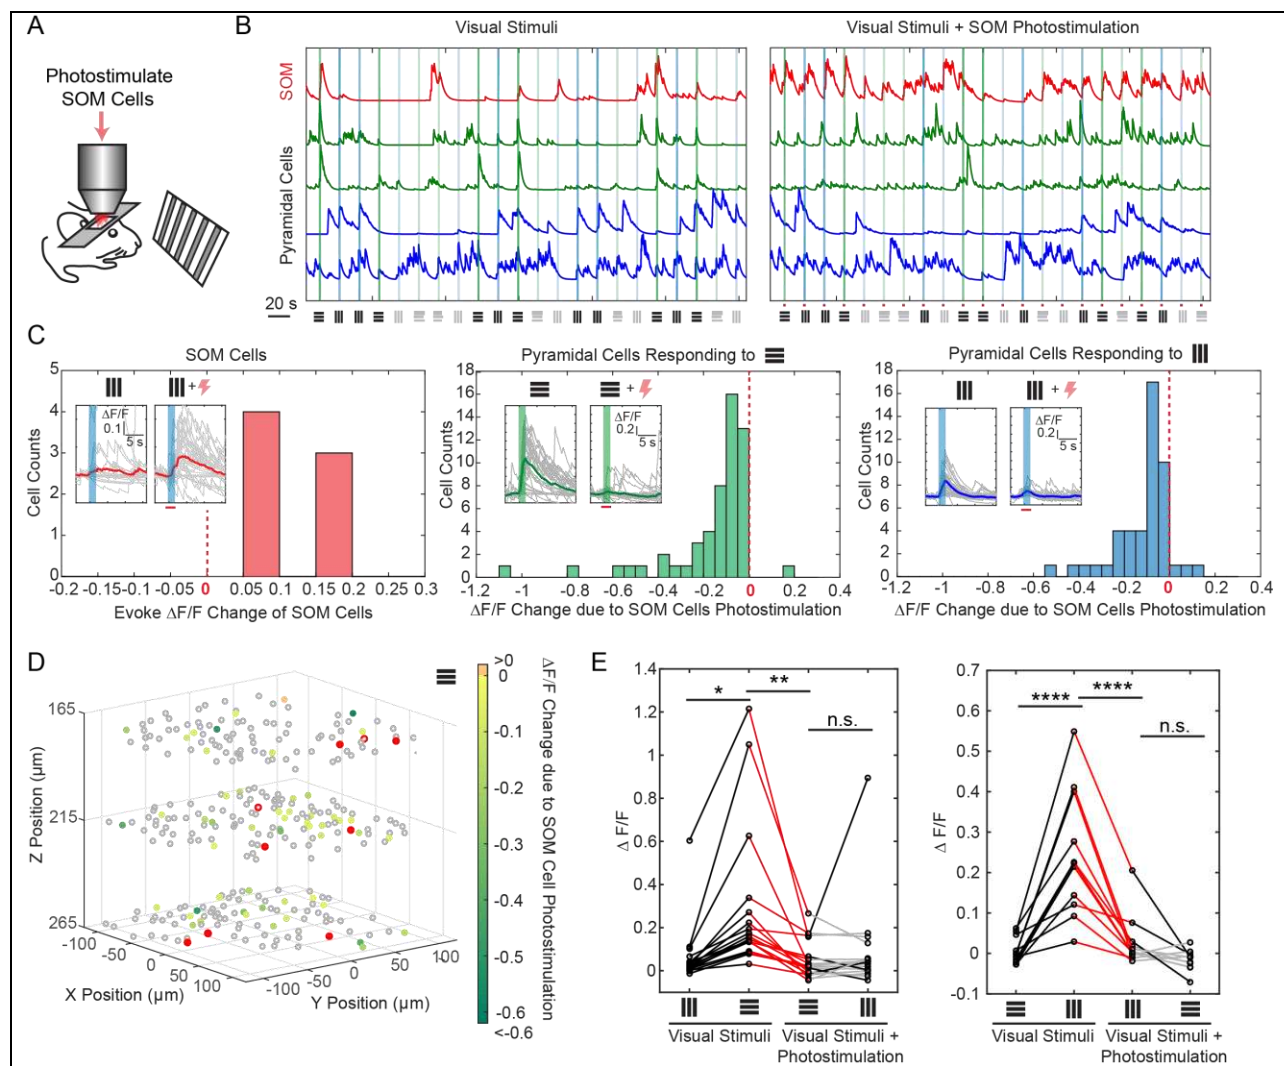 A
Photostimulate
SOM Cells
B
Visual Stimuli
Visual Stimuli + SOM Photostimulation
SOM
Pyramidal Cells
20 s
C
SOM Cells
Cell Counts
5
4
3
2
1
0
-0.2 -0.15 -0.1 -0.05 0 0.05 0.1 0.15 0.2 0.25 0.3
Evoke ΔF/F Change of SOM Cells
+
ΔF/F
0.1
5 s
Pyramidal Cells Responding to
Cell Counts
18
16
14
12
10
8
6
4
2
0
-1.2 -1 -0.8 -0.6 -0.4 -0.2 0 0.2 0.4
ΔF/F Change due to SOM Cells Photostimulation
+
ΔF/F
0.2
5 s
Pyramidal Cells Responding to
Cell Counts
18
16
14
12
10
8
6
4
2
0
-1.2 -1 -0.8 -0.6 -0.4 -0.2 0 0.2 0.4
ΔF/F Change due to SOM Cells Photostimulation
+
ΔF/F
0.2
5 s
D
Z Position (µm)
165
215
265
-100 -50 0 50 100
X Position (µm)
-100 -50 0 50 100
Y Position (µm)
>0
0
-0.1
-0.2
-0.3
-0.4
-0.5
-0.6
<-0.6
ΔF/F Change due to SOM Cell Photostimulation
E
Δ F/F
1.4
1.2
1
0.8
0.6
0.4
0.2
0
*
**
n.s.
Visual Stimuli
Visual Stimuli +
Photostimulation
Δ F/F
0.7
0.6
0.5
0.4
0.3
0.2
0.1
0
-0.1
****
****
n.s.
Visual Stimuli
Visual Stimuli +
Photostimulation